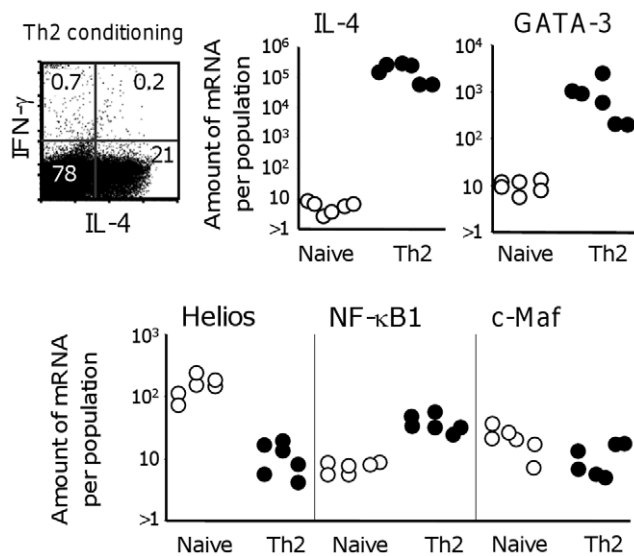 Th2 conditioning
0.7 0.2
78 21
IFN-γ
IL-4
Amount of mRNA
per population
IL-4
10⁶
10⁵
10⁴
10³
10²
10
>1
Naive Th2
GATA-3
10⁴
10³
10²
10
>1
Naive Th2
Amount of mRNA
per population
Helios NF-κB1 c-Maf
10³
10²
10
>1
Naive Th2 Naive Th2 Naive Th2